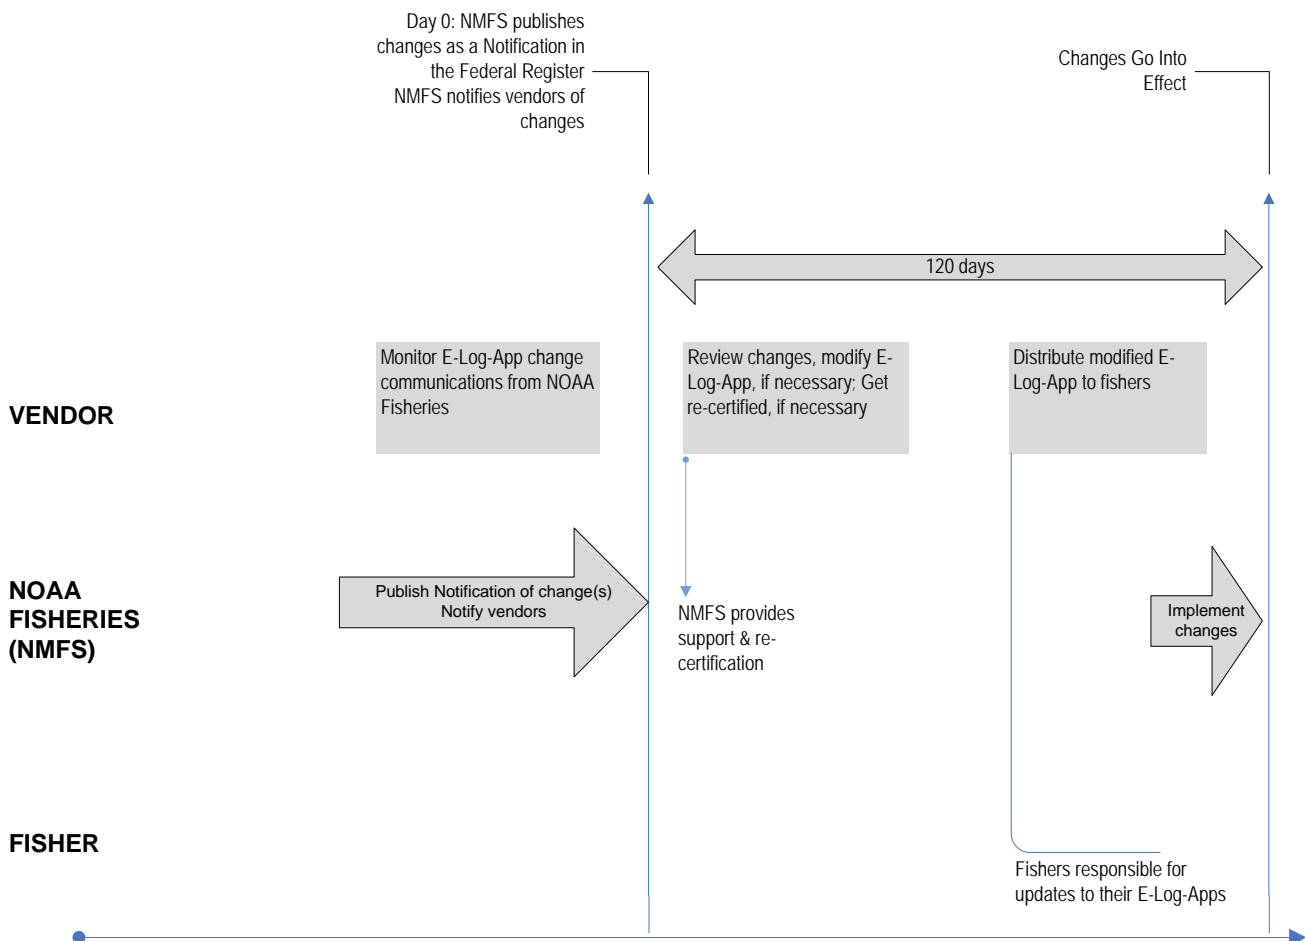 Day 0: NMFS publishes
changes as a Notification in
the Federal Register
NMFS notifies vendors of
changes
Changes Go Into
Effect
120 days
VENDOR
Monitor E-Log-App change
communications from NOAA
Fisheries
Review changes, modify E-
Log-App, if necessary; Get
re-certified, if necessary
Distribute modified E-
Log-App to fishers
NOAA
FISHERIES
(NMFS)
Publish Notification of change(s)
Notify vendors
NMFS provides
support & re-
certification
Implement
changes
FISHER
Fishers responsible for
updates to their E-Log-Apps